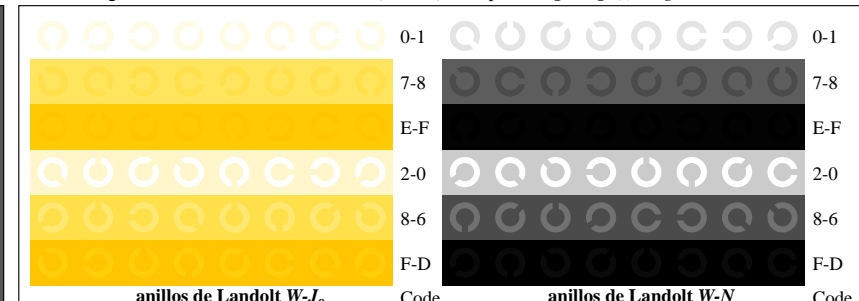 0-1 0-1
7-8 7-8
E-F E-F
2-0 2-0
8-6 8-6
F-D F-D
anillos de Landolt W-J Code anillos de Landolt W-N Code